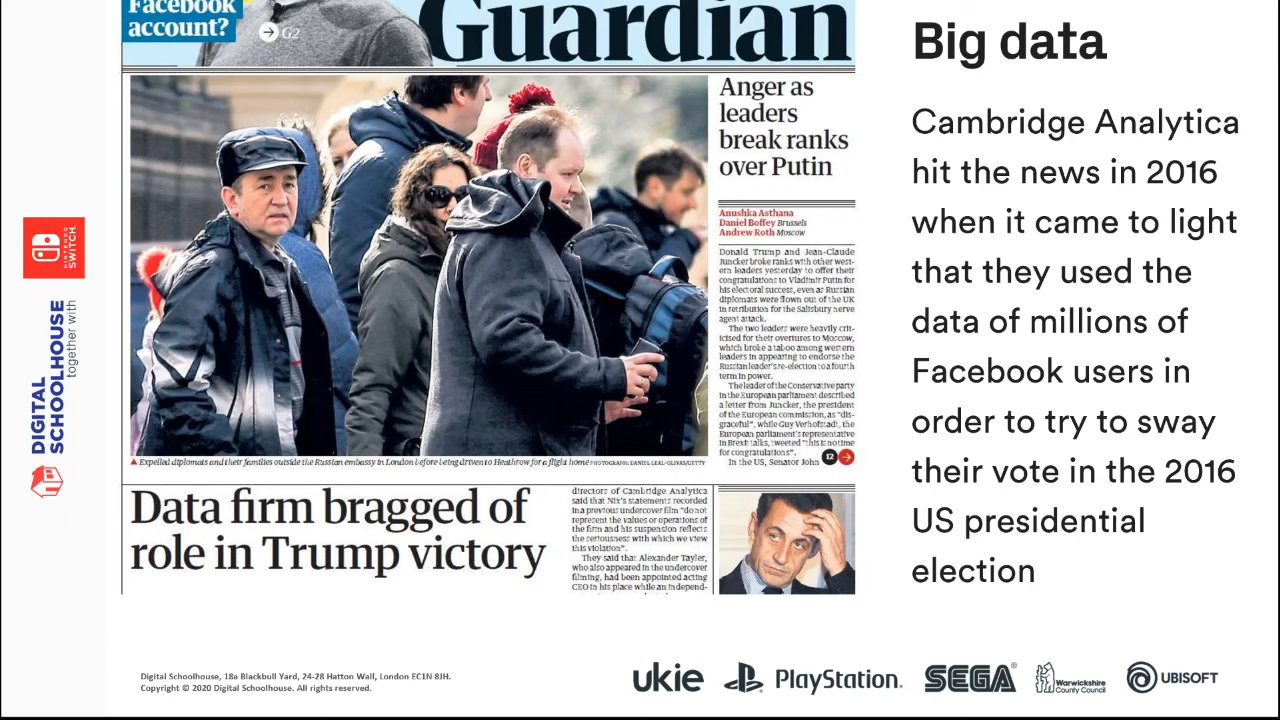 Facebook
account?
G2
Guardian
Anger as
leaders
break ranks
over Putin
Anushka Asthana
Daniel Boffey Brussels
Andrew Roth Moscow
Donald Trump and Jean-Claude
Juncker broke ranks with other west-
ern leaders yesterday to offer their
congratulations to Vladimir Putin for
his electoral success, even as Russian
diplomats were flown out of the UK
in retribution for the Salisbury nerve
agent attack.
The two leaders were heavily crit-
icised for their overtures to Moscow,
which broke a taboo among western
leaders in appearing to endorse the
Russian leader's re-election to a fourth
term in power.
The leader of the Conservative party
in the European parliament described
a letter from Juncker, the president
of the European commission, as "dis-
graceful", while Guy Verhofstadt, the
European parliament's representative
in Brexit talks, tweeted "this is no time
for congratulations".
In the US, Senator John
12
Expelled diplomats and their families outside the Russian embassy in London before being driven to Heathrow for a flight home PHOTOGRAPH: DANIEL LEAL-OLIVAS/GETTY
Data firm bragged of
role in Trump victory
directors of Cambridge Analytica
said that Nix's statements recorded
in a previous undercover film "do not
represent the values or operations of
the firm and his suspension reflects
the seriousness with which we view
this violation".
They said that Alexander Tayler,
who also appeared in the undercover
filming, had been appointed acting
CEO in his place while an independ-
Big data
Cambridge Analytica
hit the news in 2016
when it came to light
that they used the
data of millions of
Facebook users in
order to try to sway
their vote in the 2016
US presidential
election
NINTENDO
SWITCH
DIGITAL
SCHOOLHOUSE
together with
Digital Schoolhouse, 18a Blackbull Yard, 24-28 Hatton Wall, London EC1N 8JH.
Copyright © 2020 Digital Schoolhouse. All rights reserved.
ukie
PlayStation
SEGA
Warwickshire
County Council
UBISOFT